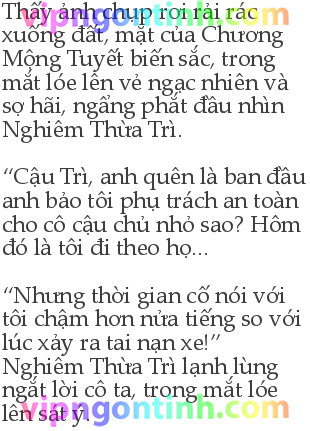 Thấy ảnh chụp rơi rải rác
xuống đất, mặt của Chương
Mộng Tuyết biến sắc, trong
mắt lóe lên vẻ ngạc nhiên và
sợ hãi, ngẩng phắt đầu nhìn
Nghiêm Thừa Trì.
“Cậu Trì, anh quên là ban đầu
anh bảo tôi phụ trách an toàn
cho cô cậu chủ nhỏ sao? Hôm
đó là tôi đi theo họ...
“Nhưng thời gian cố nói với
tôi chậm hơn nửa tiếng so với
lúc xảy ra tai nạn xe!”
Nghiêm Thừa Trì lạnh lùng
ngắt lời cô ta, trong mắt lóe
lên sát ý.
vipngontinh.com
vipngontinh.com